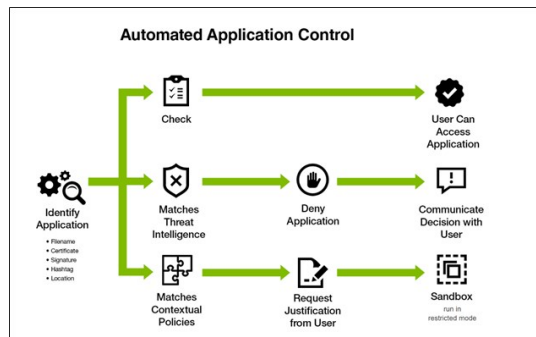 Automated Application Control
Check
User Can
Access
Application
Identify
Application
• Filename
• Certificate
• Signature
• Hashtag
• Location
Matches
Threat
Intelligence
Deny
Application
Communicate
Decision with
User
Matches
Contextual
Policies
Request
Justification
from User
Sandbox
run in
restricted mode